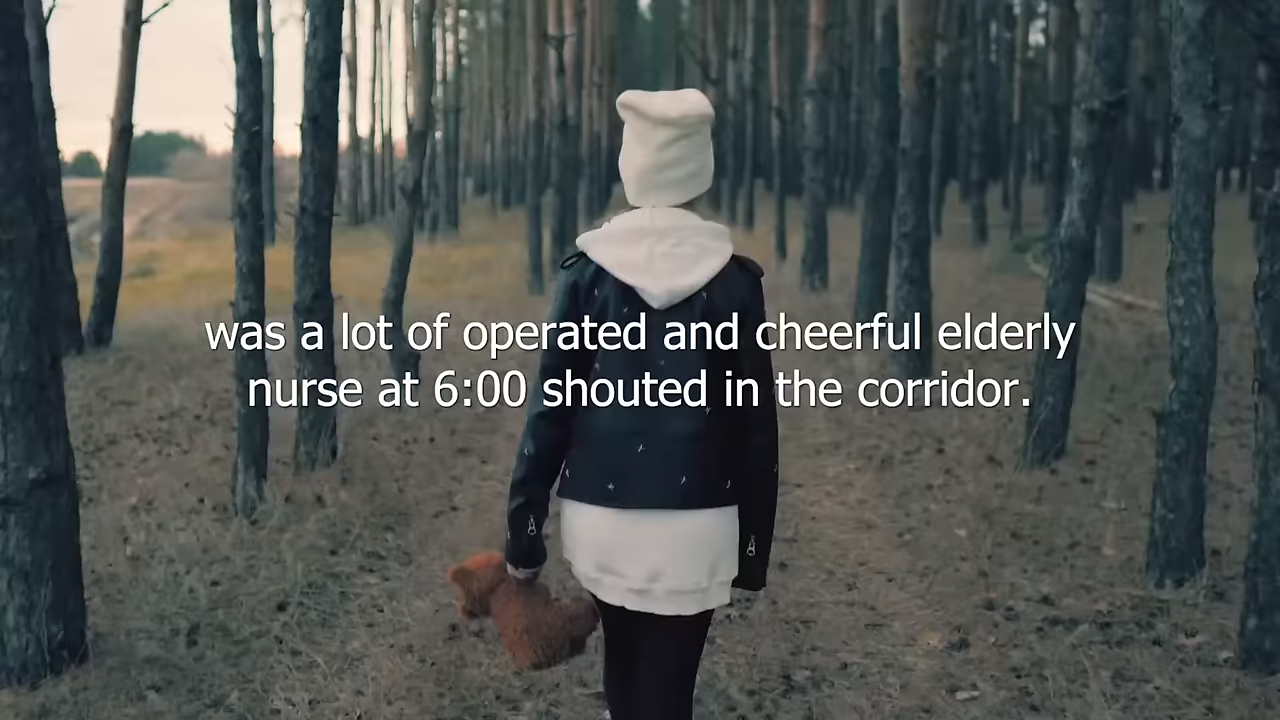 was a lot of operated and cheerful elderly
nurse at 6:00 shouted in the corridor.